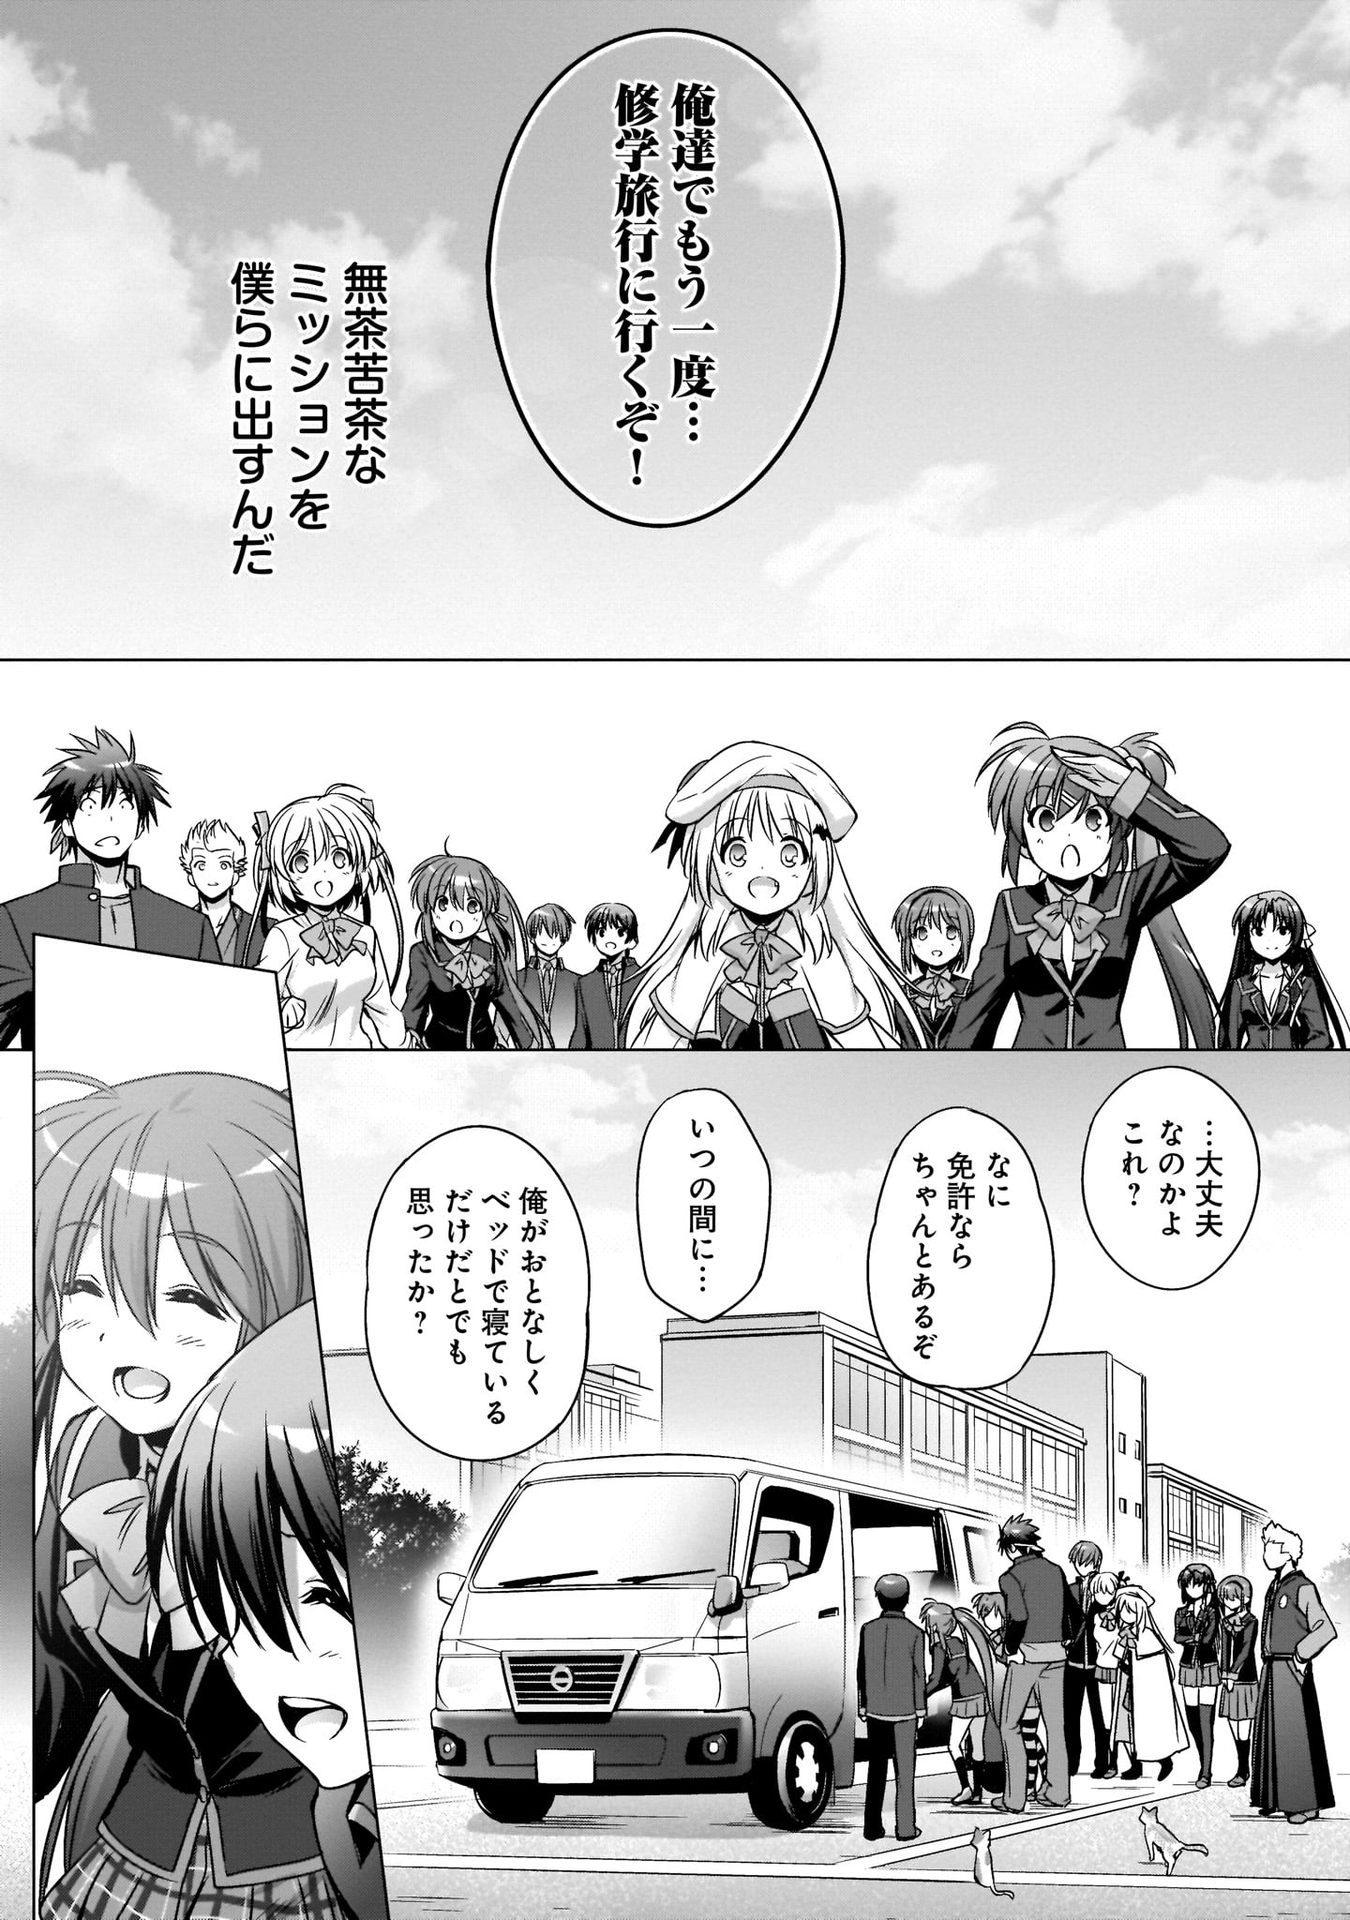 俺達でもう一度…
修学旅行に行くぞ！
無茶苦茶な
ミッションを
僕らに出すんだ
…大丈夫
なのかよ
これ？
なに
免許なら
ちゃんとあるぞ
いつの間に…
俺がおとなしく
ベッドで寝ている
だけだとでも
思ったか？